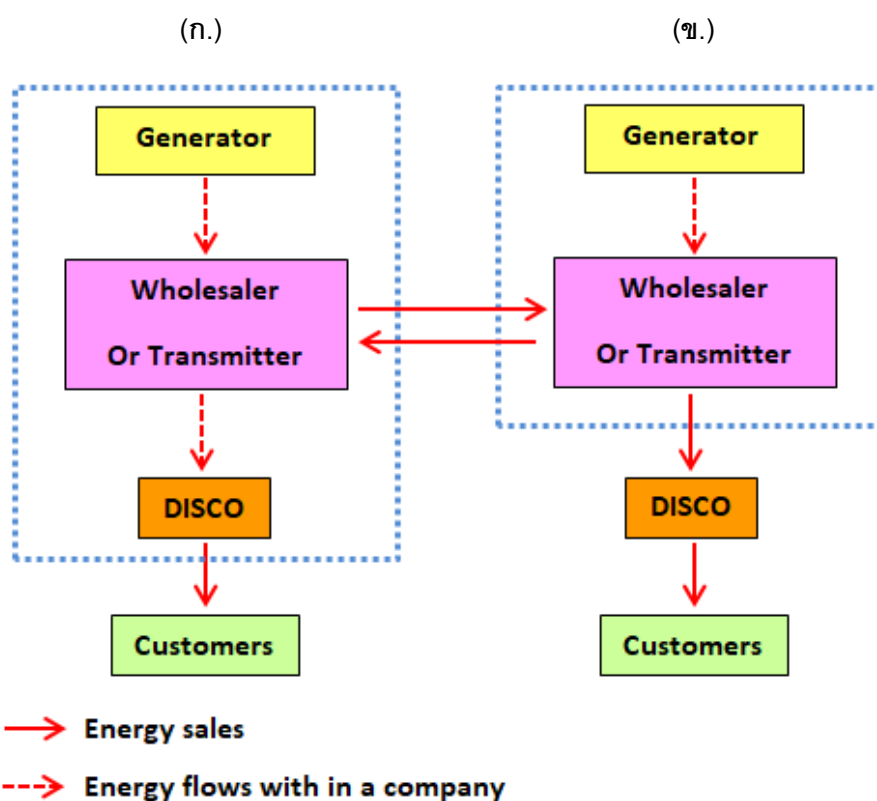 (ก.)
(ข.)
Generator
Generator
Wholesaler
Or Transmitter
Wholesaler
Or Transmitter
DISCO
DISCO
Customers
Customers
Energy sales
Energy flows with in a company